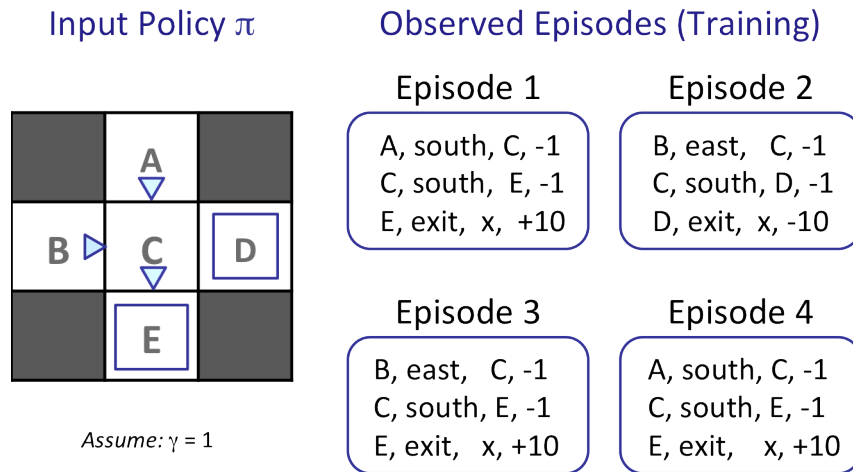 Input Policy π
Observed Episodes (Training)
A
B
C
D
E
Assume: γ = 1
Episode 1
A, south, C, -1
C, south, E, -1
E, exit, x, +10
Episode 2
B, east, C, -1
C, south, D, -1
D, exit, x, -10
Episode 3
B, east, C, -1
C, south, E, -1
E, exit, x, +10
Episode 4
A, south, C, -1
C, south, E, -1
E, exit, x, +10